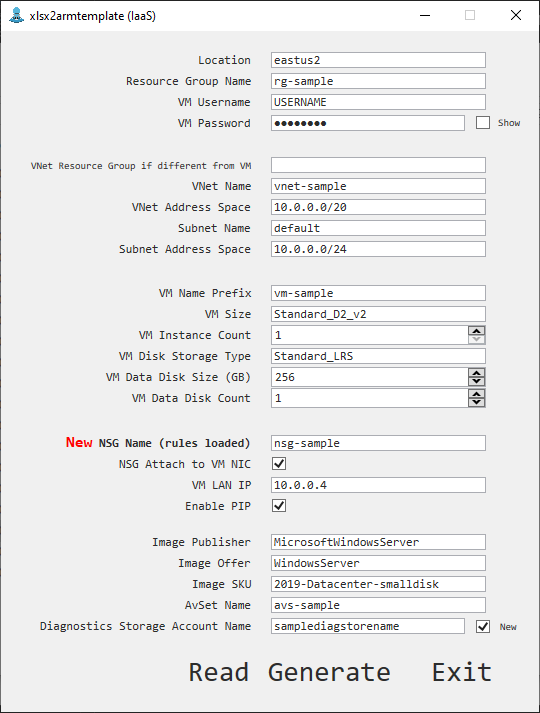 xlsx2armtemplate (IaaS)
Location eastus2
Resource Group Name rg-sample
VM Username USERNAME
VM Password ●●●●●●●● Show
VNet Resource Group if different from VM
VNet Name vnet-sample
VNet Address Space 10.0.0.0/20
Subnet Name default
Subnet Address Space 10.0.0.0/24
VM Name Prefix vm-sample
VM Size Standard_D2_v2
VM Instance Count 1
VM Disk Storage Type Standard_LRS
VM Data Disk Size (GB) 256
VM Data Disk Count 1
New NSG Name (rules loaded) nsg-sample
NSG Attach to VM NIC
VM LAN IP 10.0.0.4
Enable PIP
Image Publisher MicrosoftWindowsServer
Image Offer WindowsServer
Image SKU 2019-Datacenter-smalldisk
AvSet Name avs-sample
Diagnostics Storage Account Name samplediagstorename New
Read Generate Exit